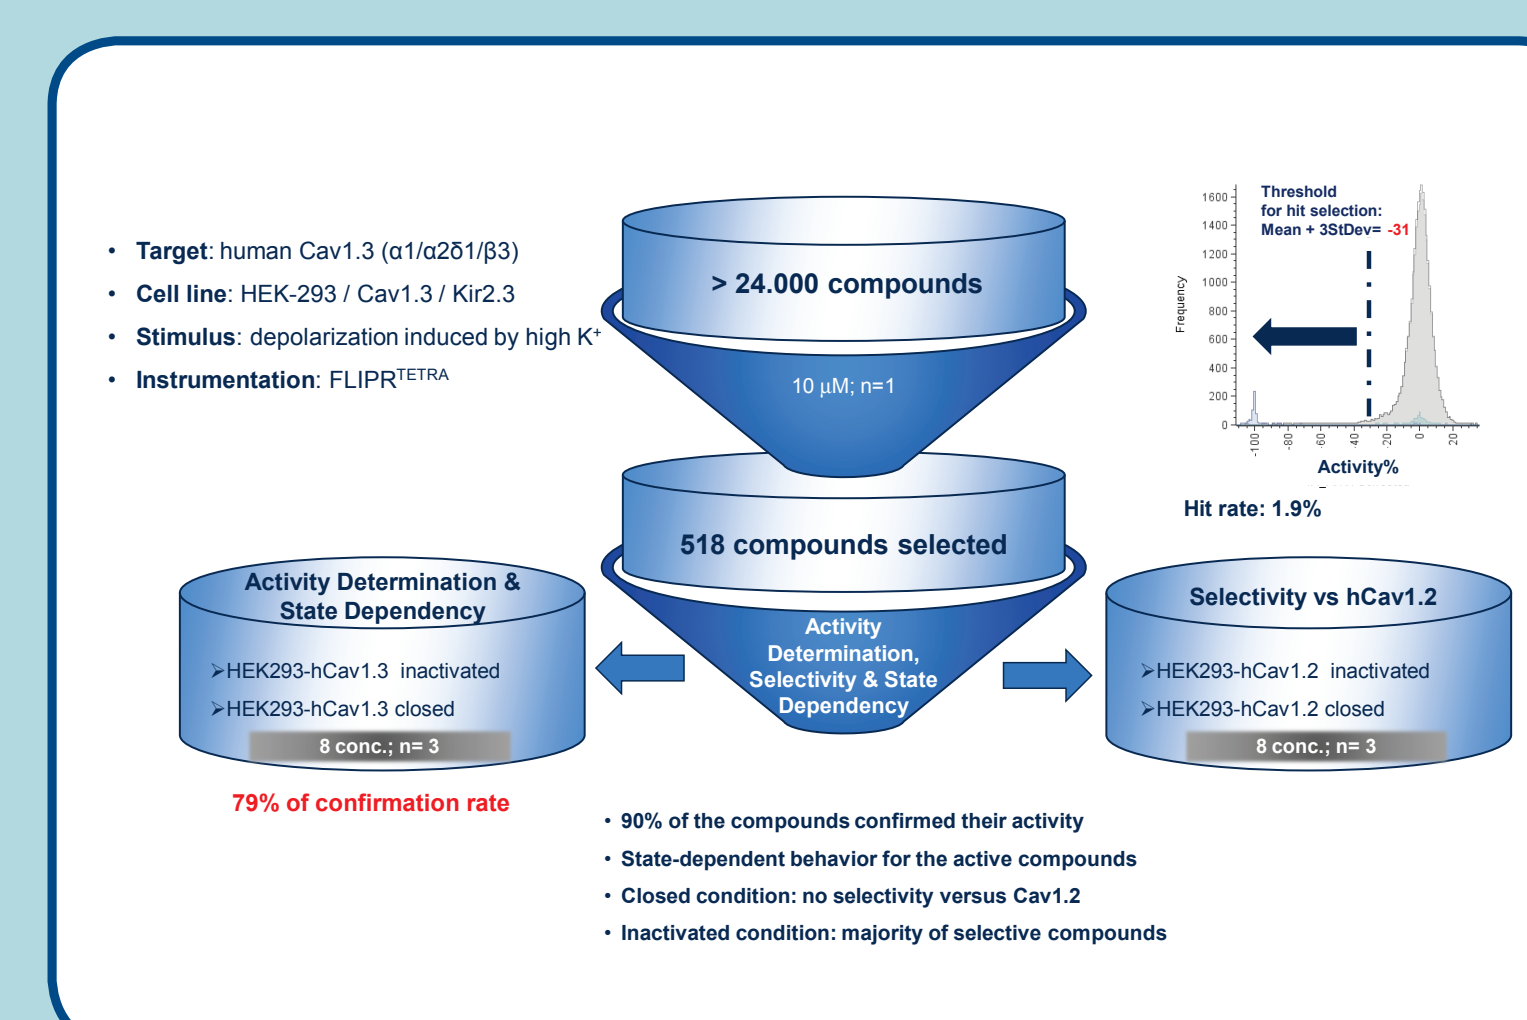 • Target: human Cav1.3 (α1/α2δ1/β3)
• Cell line: HEK-293 / Cav1.3 / Kir2.3
• Stimulus: depolarization induced by high K⁺
• Instrumentation: FLIPRTETRA
> 24.000 compounds
10 μM; n=1
Threshold
for hit selection:
Mean + 3StDev= -31
Frequency
1600
1400
1200
1000
800
600
400
200
0
-100
-80
-60
-40
-20
0
20
Activity%
Hit rate: 1.9%
518 compounds selected
Activity
Determination,
Selectivity & State
Dependency
Activity Determination &
State Dependency
➢HEK293-hCav1.3 inactivated
➢HEK293-hCav1.3 closed
8 conc.; n= 3
79% of confirmation rate
Selectivity vs hCav1.2
➢HEK293-hCav1.2 inactivated
➢HEK293-hCav1.2 closed
8 conc.; n= 3
• 90% of the compounds confirmed their activity
• State-dependent behavior for the active compounds
• Closed condition: no selectivity versus Cav1.2
• Inactivated condition: majority of selective compounds